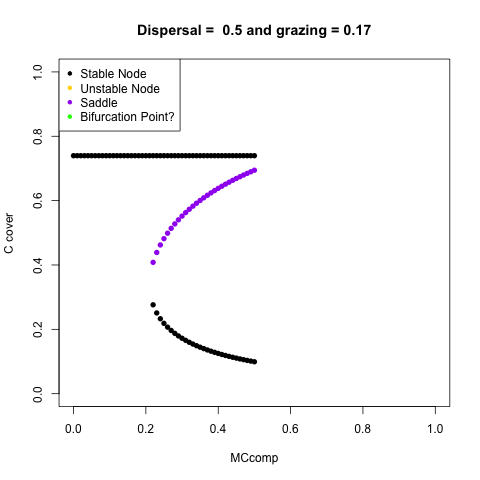 Dispersal =  0.5 and grazing = 0.17
Stable Node
Unstable Node
Saddle
Bifurcation Point?
C cover
1.0
0.8
0.6
0.4
0.2
0.0
0.0 0.2 0.4 0.6 0.8 1.0
MCcomp